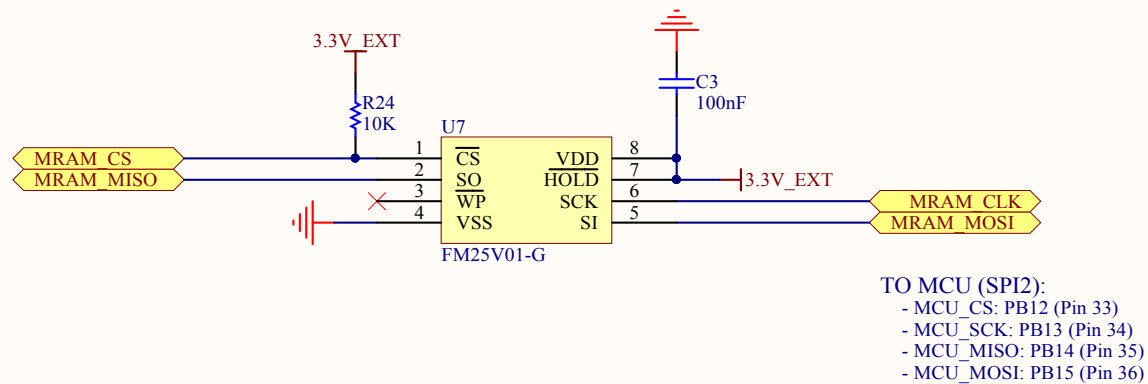 3.3V_EXT
R24
10K
C3
100nF
U7
MRAM_CS
1
CS
VDD
8
MRAM_MISO
2
SO
HOLD
7
3.3V_EXT
3
WP
SCK
6
MRAM_CLK
4
VSS
SI
5
MRAM_MOSI
FM25V01-G
TO MCU (SPI2):
- MCU_CS: PB12 (Pin 33)
- MCU_SCK: PB13 (Pin 34)
- MCU_MISO: PB14 (Pin 35)
- MCU_MOSI: PB15 (Pin 36)